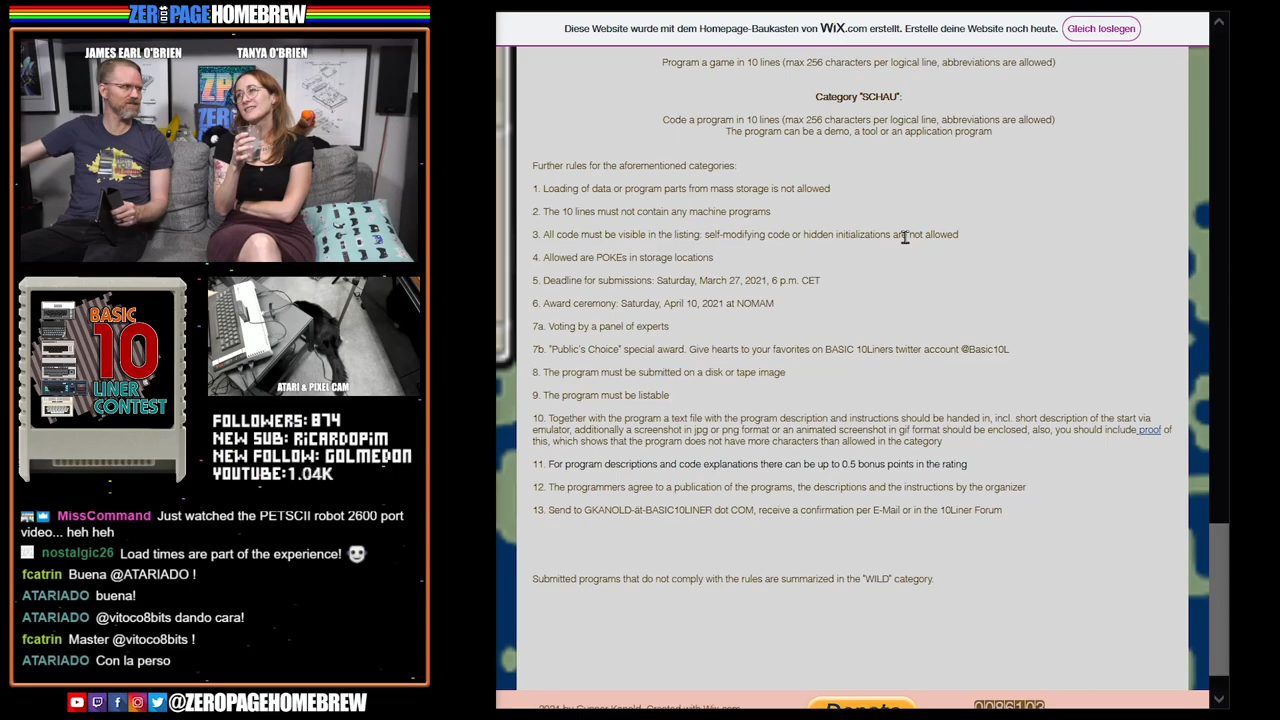 ZERO PAGE HOMEBREW
JAMES EARL O'BRIEN
TANYA O'BRIEN
BASIC
10
LINER
CONTEST
ATARI & PIXEL CAM
FOLLOWERS: 874
NEW SUB: RICARDOPIM
NEW FOLLOW: GOLMEDON
YOUTUBE: 1.04K
MissCommand Just watched the PETSCII robot 2600 port
video... heh heh
nostalgic26 Load times are part of the experience!
fcatrin Buena @ATARIADO !
ATARIADO buena!
ATARIADO @vitoco8bits dando cara!
fcatrin Master @vitoco8bits !
ATARIADO Con la perso
@ZEROPAGEHOMEBREW
Diese Website wurde mit dem Homepage-Baukasten von WiX.com erstellt. Erstelle deine Website noch heute. Gleich loslegen
Program a game in 10 lines (max 256 characters per logical line, abbreviations are allowed)
Category "SCHAU":
Code a program in 10 lines (max 256 characters per logical line, abbreviations are allowed)
The program can be a demo, a tool or an application program
Further rules for the aforementioned categories:
1. Loading of data or program parts from mass storage is not allowed
2. The 10 lines must not contain any machine programs
3. All code must be visible in the listing: self-modifying code or hidden initializations are not allowed
4. Allowed are POKEs in storage locations
5. Deadline for submissions: Saturday, March 27, 2021, 6 p.m. CET
6. Award ceremony: Saturday, April 10, 2021 at NOMAM
7a. Voting by a panel of experts
7b. "Public's Choice" special award. Give hearts to your favorites on BASIC 10Liners twitter account @Basic10L
8. The program must be submitted on a disk or tape image
9. The program must be listable
10. Together with the program a text file with the program description and instructions should be handed in, incl. short description of the start via
emulator, additionally a screenshot in jpg or png format or an animated screenshot in gif format should be enclosed, also, you should include proof of
this, which shows that the program does not have more characters than allowed in the category
11. For program descriptions and code explanations there can be up to 0.5 bonus points in the rating
12. The programmers agree to a publication of the programs, the descriptions and the instructions by the organizer
13. Send to GKANOLD-ät-BASIC10LINER dot COM, receive a confirmation per E-Mail or in the 10Liner Forum
Submitted programs that do not comply with the rules are summarized in the "WILD" category.
2021 by Gunnar Kanold. Created with Wix.com
Donate
0086103